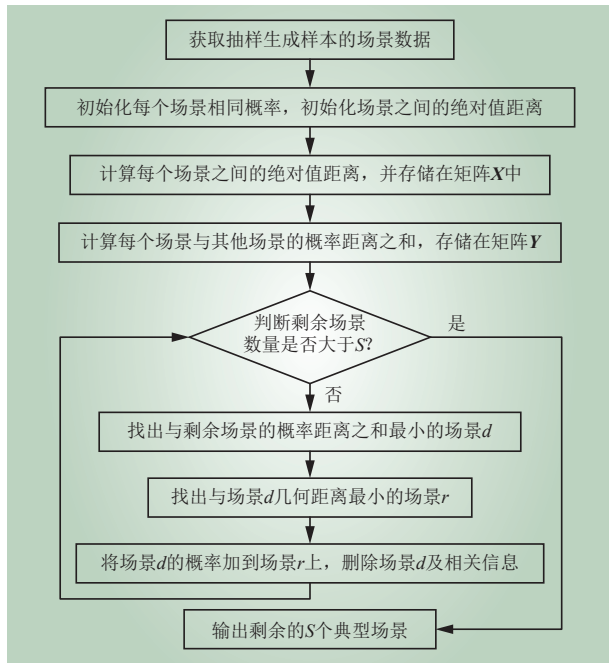 获取抽样生成样本的场景数据
初始化每个场景相同概率，初始化场景之间的绝对值距离
计算每个场景之间的绝对值距离，并存储在矩阵X中
计算每个场景与其他场景的概率距离之和，存储在矩阵Y
判断剩余场景
数量是否大于S?
是
否
找出与剩余场景的概率距离之和最小的场景d
找出与场景d几何距离最小的场景r
将场景d的概率加到场景r上，删除场景d及相关信息
输出剩余的S个典型场景